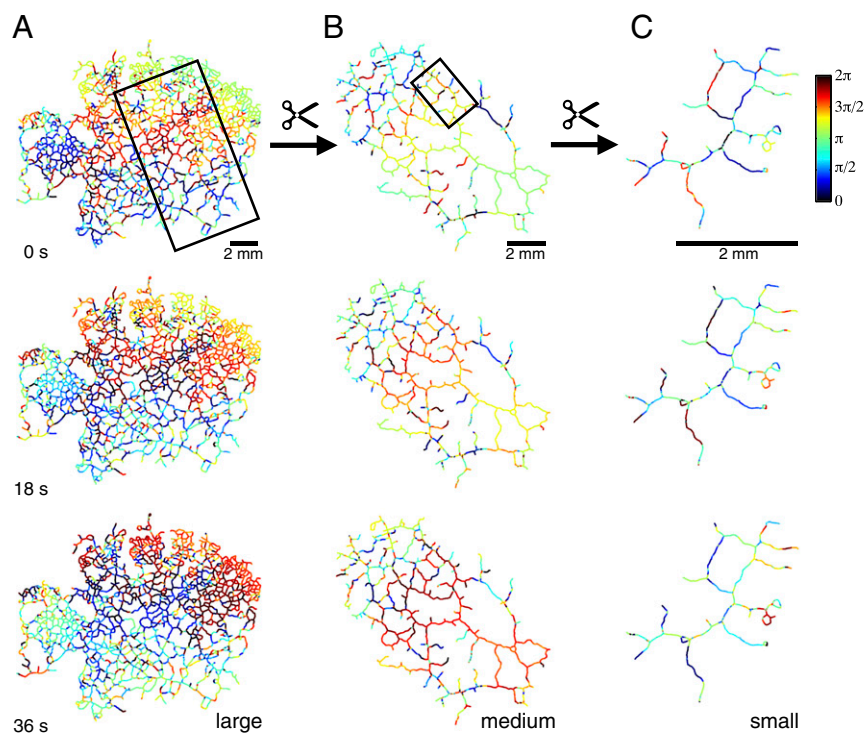 A
B
C
2π
3π/2
π
π/2
0
0 s
2 mm
2 mm
2 mm
18 s
36 s
large
medium
small